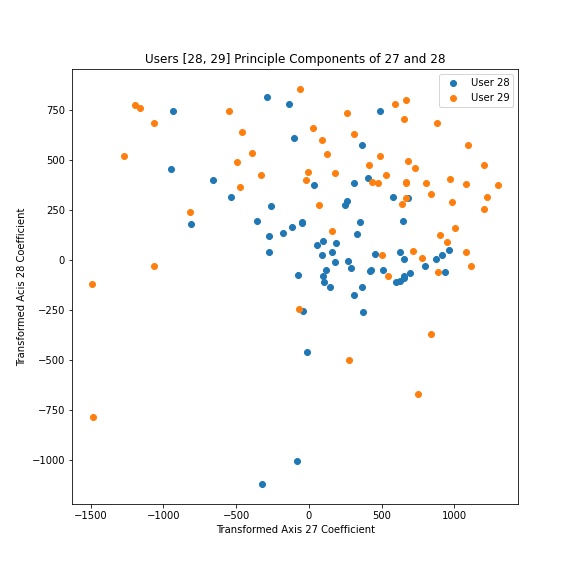 Users [28, 29] Principle Components of 27 and 28
User 28
User 29
Transformed Acis 28 Coefficient
750
500
250
0
−250
−500
−750
−1000
−1500
−1000
−500
0
500
1000
Transformed Axis 27 Coefficient